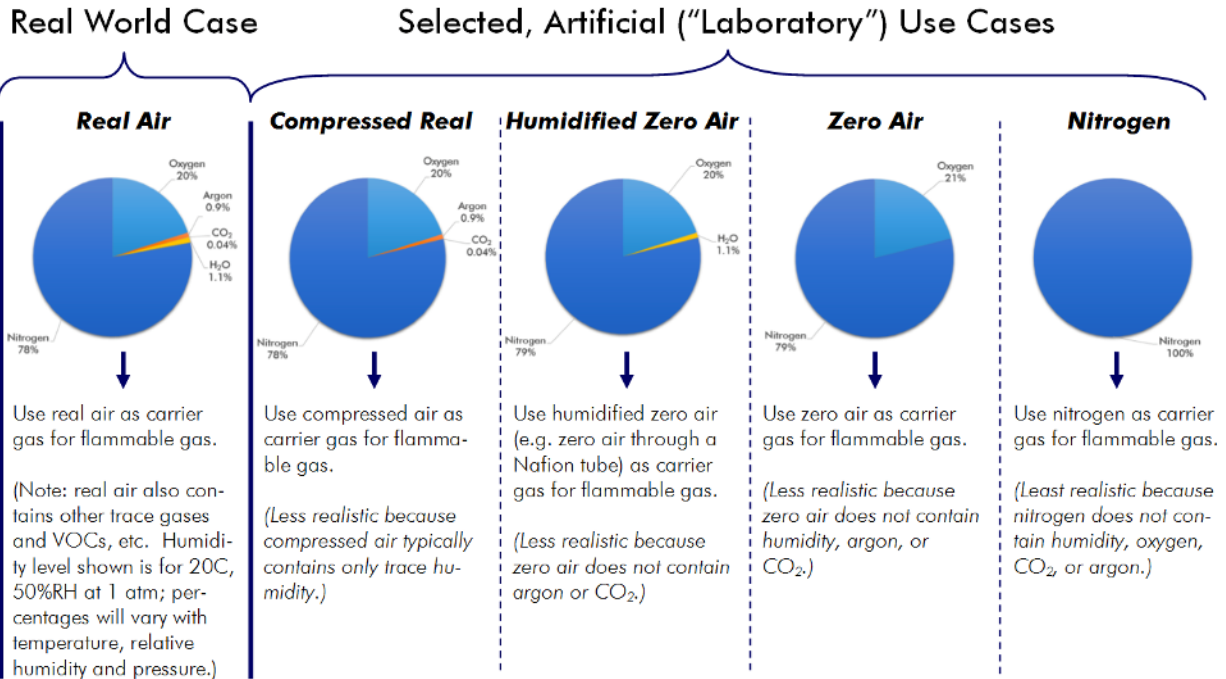 Real World Case
Selected, Artificial (“Laboratory”) Use Cases
Real Air
Oxygen
20%
Argon
0.9%
CO₂
0.04%
H₂O
1.1%
Nitrogen
78%
Use real air as carrier
gas for flammable gas.
(Note: real air also con-
tains other trace gases
and VOCs, etc.  Humidi-
ty level shown is for 20C,
50%RH at 1 atm; per-
centages will vary with
temperature, relative
humidity and pressure.)
Compressed Real
Oxygen
20%
Argon
0.9%
CO₂
0.04%
Nitrogen
78%
Use compressed air as
carrier gas for flamma-
ble gas.
(Less realistic because
compressed air typically
contains only trace hu-
midity.)
Humidified Zero Air
Oxygen
20%
H₂O
1.1%
Nitrogen
79%
Use humidified zero air
(e.g. zero air through a
Nafion tube) as carrier
gas for flammable gas.
(Less realistic because
zero air does not contain
argon or CO₂.)
Zero Air
Oxygen
21%
Nitrogen
79%
Use zero air as carrier
gas for flammable gas.
(Less realistic because
zero air does not contain
humidity, argon, or
CO₂.)
Nitrogen
Nitrogen
100%
Use nitrogen as carrier
gas for flammable gas.
(Least realistic because
nitrogen does not con-
tain humidity, oxygen,
CO₂, or argon.)